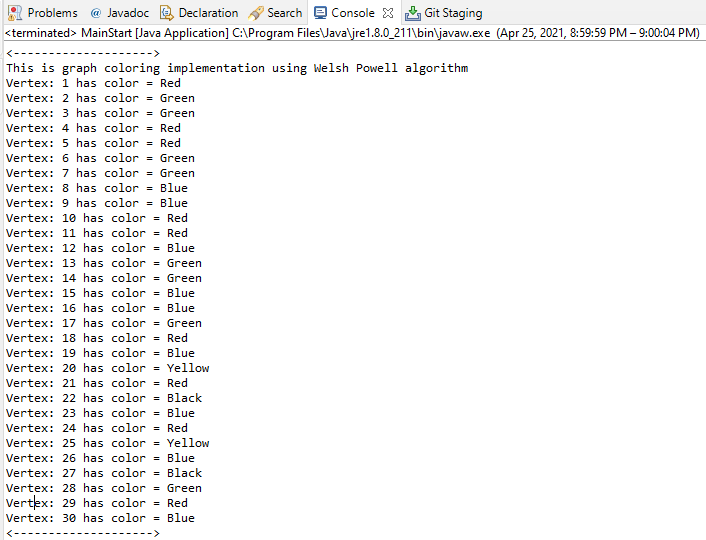 Problems @ Javadoc Declaration Search Console Git Staging
<terminated> MainStart [Java Application] C:\Program Files\Java\jre1.8.0_211\bin\javaw.exe (Apr 25, 2021, 8:59:59 PM – 9:00:04 PM)
<-------------------->
This is graph coloring implementation using Welsh Powell algorithm
Vertex: 1 has color = Red
Vertex: 2 has color = Green
Vertex: 3 has color = Green
Vertex: 4 has color = Red
Vertex: 5 has color = Red
Vertex: 6 has color = Green
Vertex: 7 has color = Green
Vertex: 8 has color = Blue
Vertex: 9 has color = Blue
Vertex: 10 has color = Red
Vertex: 11 has color = Red
Vertex: 12 has color = Blue
Vertex: 13 has color = Green
Vertex: 14 has color = Green
Vertex: 15 has color = Blue
Vertex: 16 has color = Blue
Vertex: 17 has color = Green
Vertex: 18 has color = Red
Vertex: 19 has color = Blue
Vertex: 20 has color = Yellow
Vertex: 21 has color = Red
Vertex: 22 has color = Black
Vertex: 23 has color = Blue
Vertex: 24 has color = Red
Vertex: 25 has color = Yellow
Vertex: 26 has color = Blue
Vertex: 27 has color = Black
Vertex: 28 has color = Green
Vertex: 29 has color = Red
Vertex: 30 has color = Blue
<-------------------->